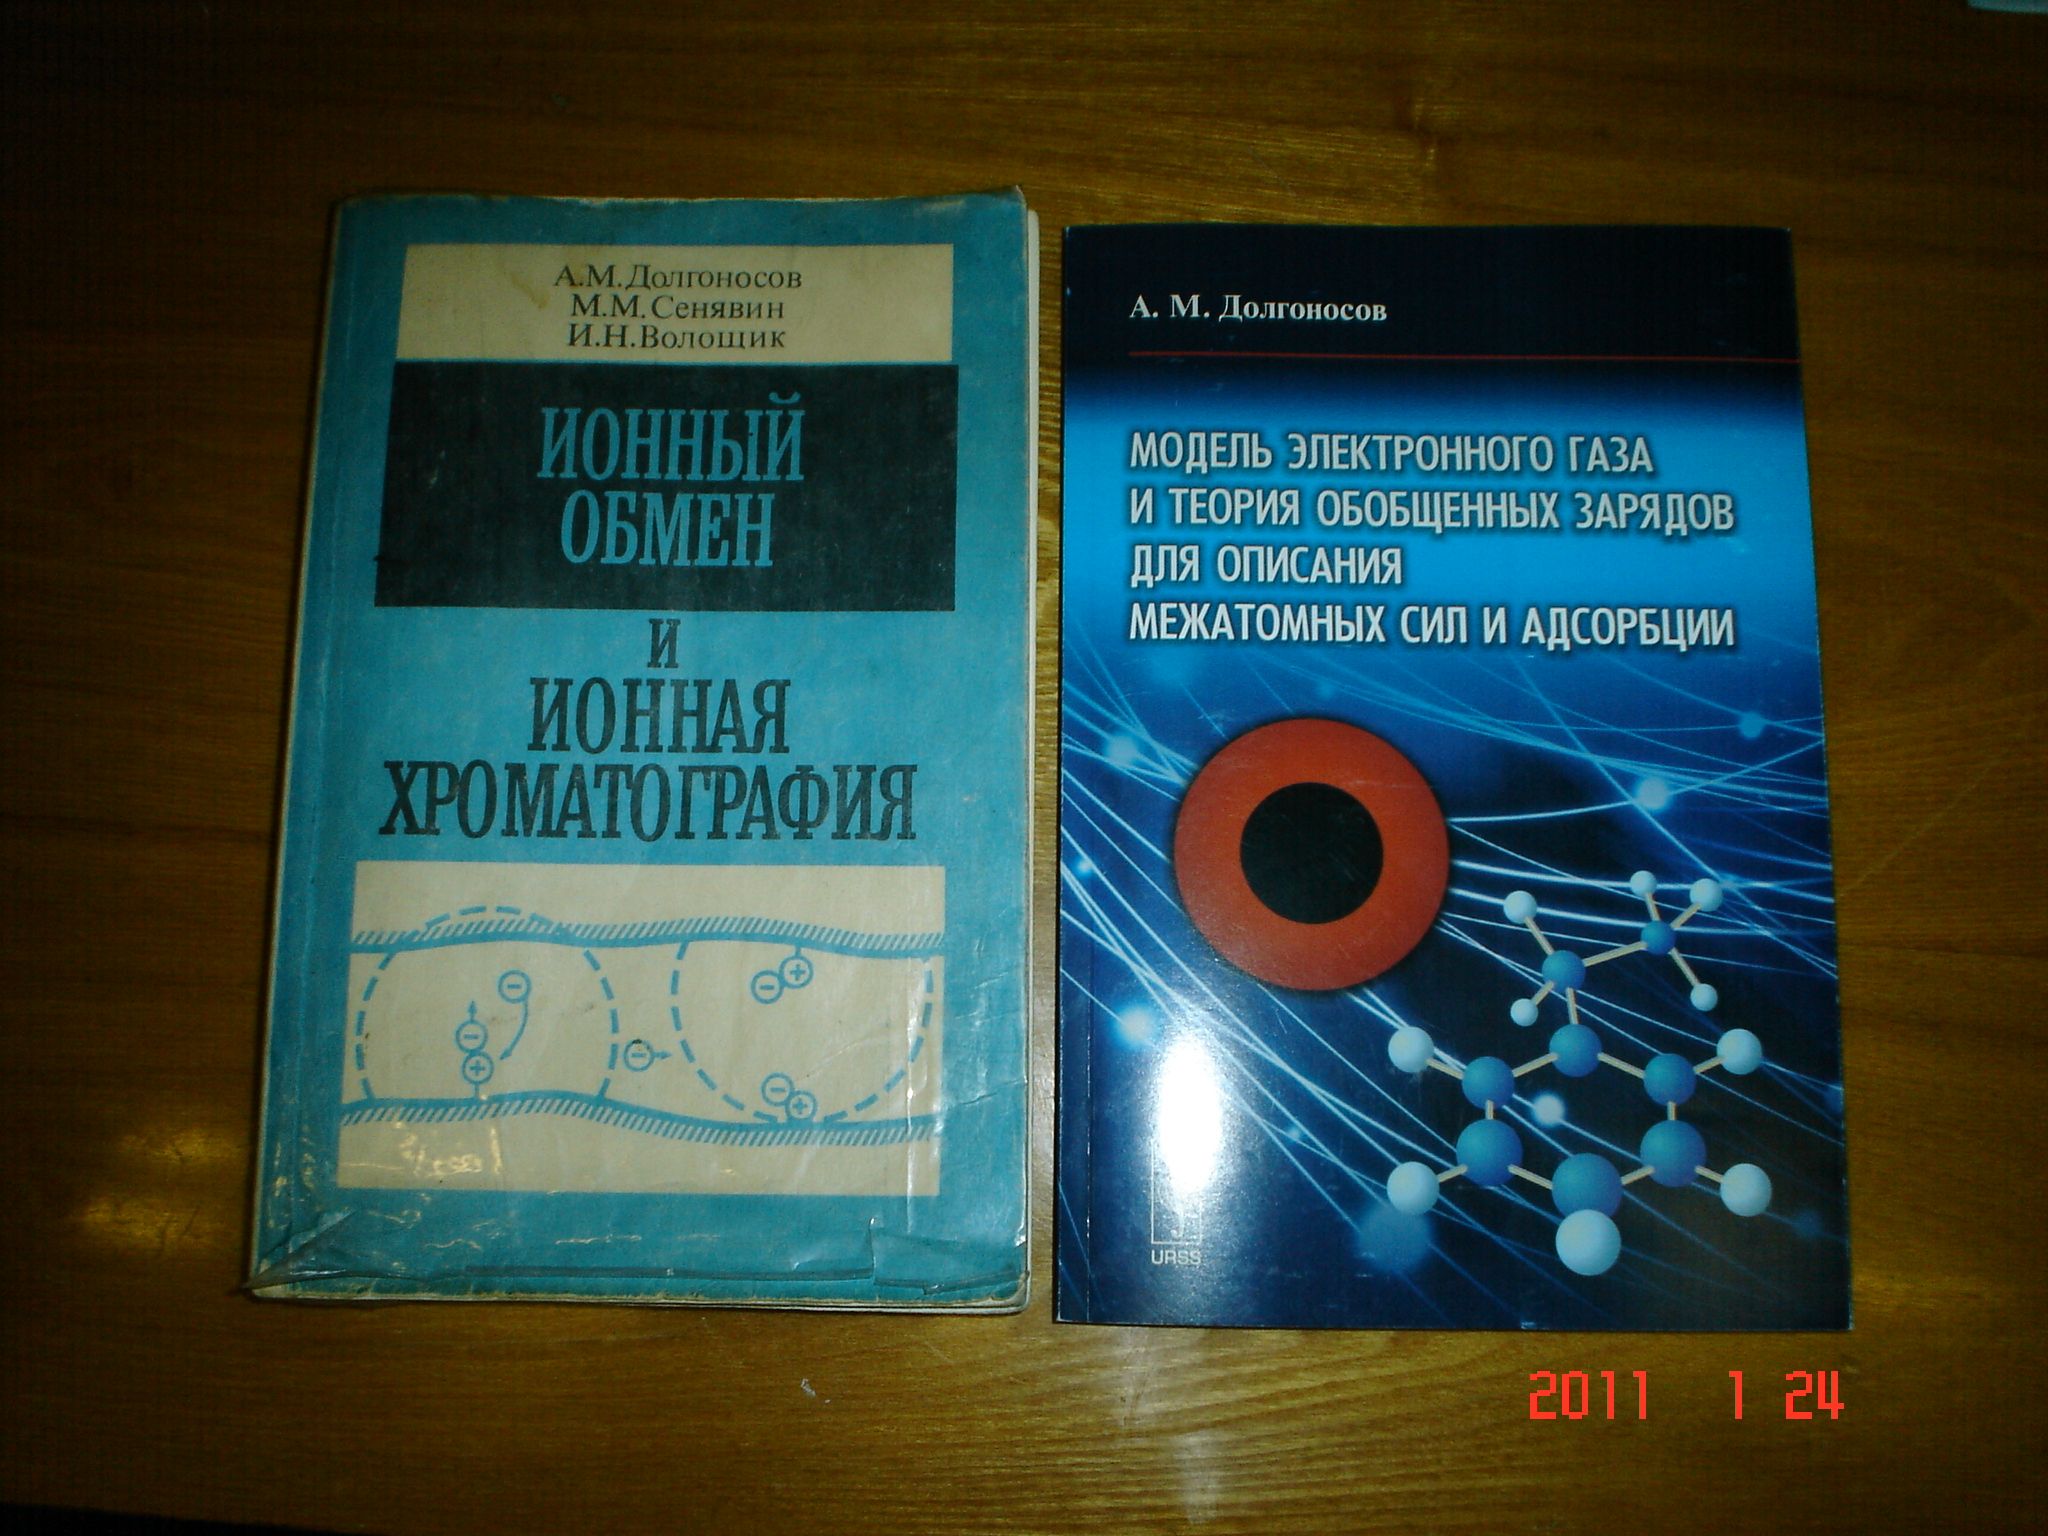 А.М.Долгоносов
М.М.Сенявин
И.Н.Волощик
ИОННЫЙ
ОБМЕН
И
ИОННАЯ
ХРОМАТОГРАФИЯ
А. М. Долгоносов
МОДЕЛЬ ЭЛЕКТРОННОГО ГАЗА
И ТЕОРИЯ ОБОБЩЕННЫХ ЗАРЯДОВ
ДЛЯ ОПИСАНИЯ
МЕЖАТОМНЫХ СИЛ И АДСОРБЦИИ
URSS
2011 1 24